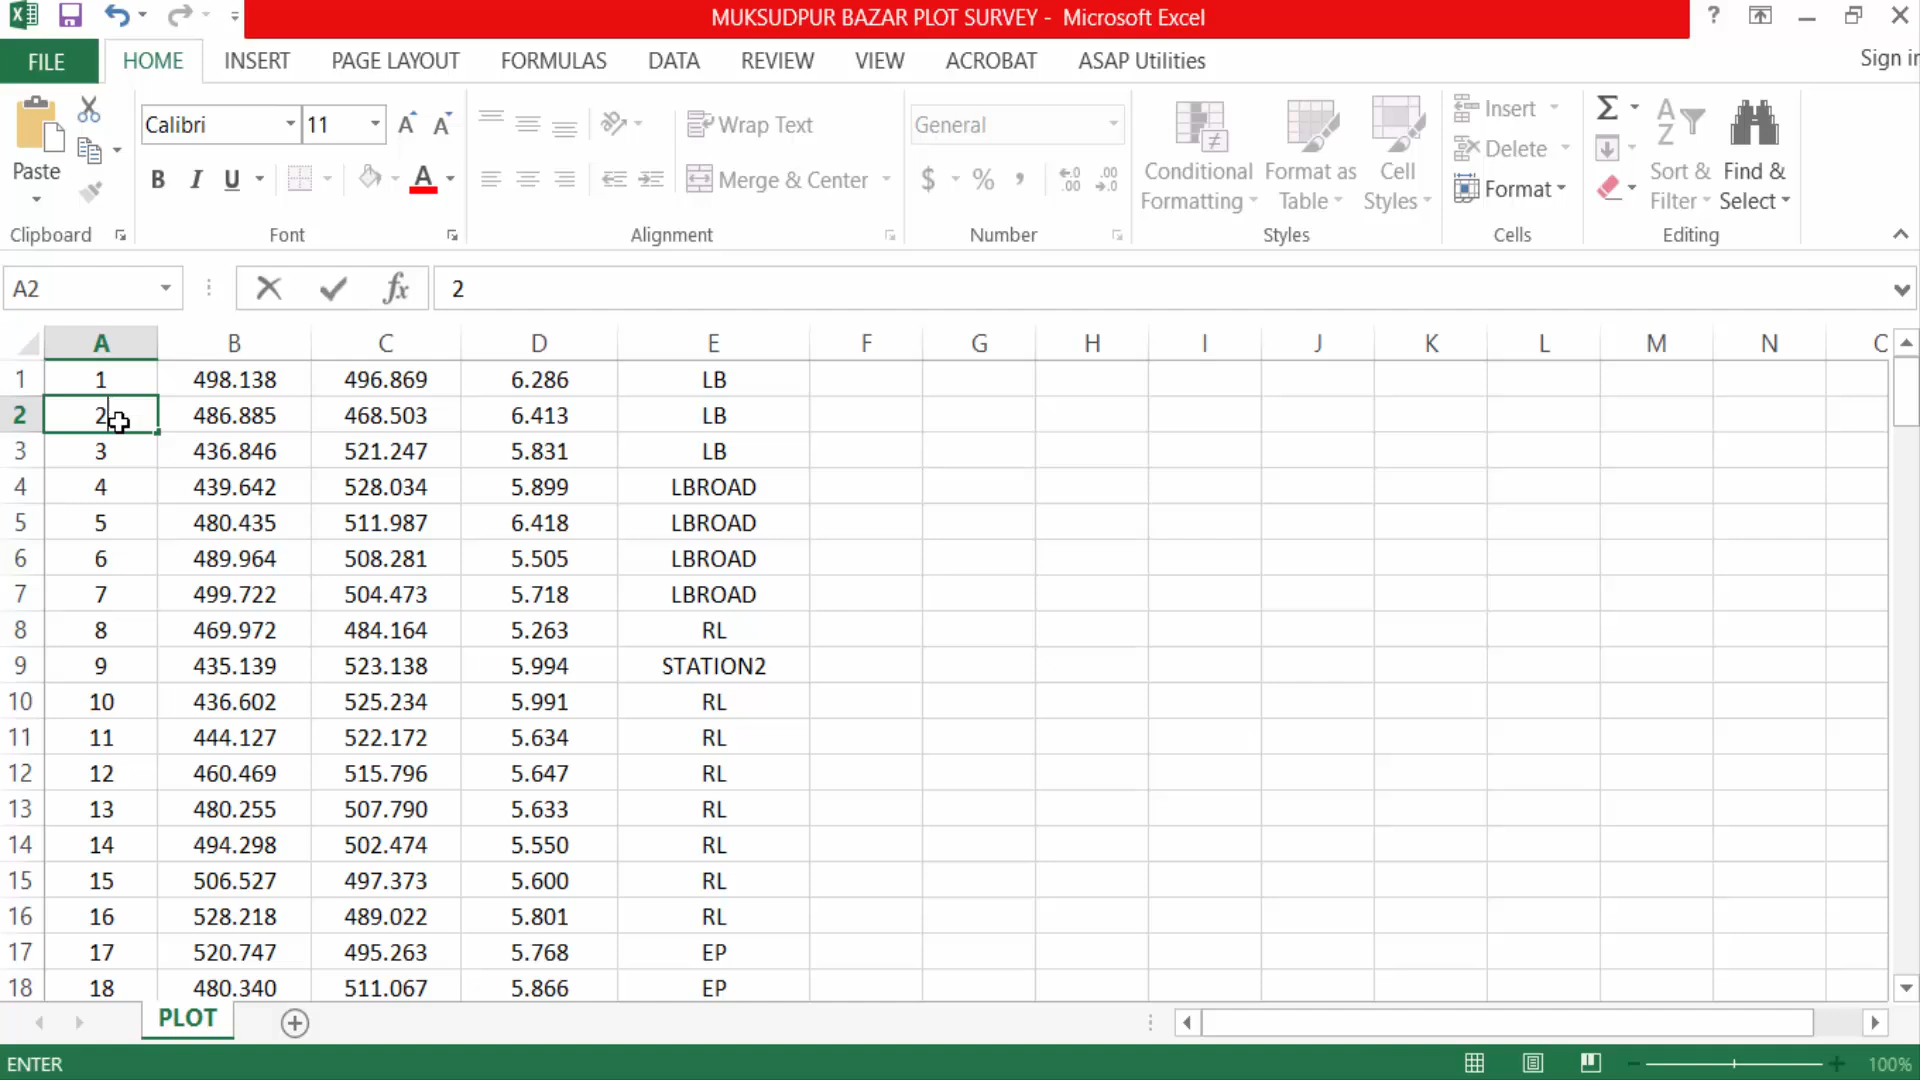 MUKSUDPUR BAZAR PLOT SURVEY - Microsoft Excel
?
FILE HOME INSERT PAGE LAYOUT FORMULAS DATA REVIEW VIEW ACROBAT ASAP Utilities Sign in
Calibri 11 A A Wrap Text General Insert Σ
Paste B I U A Merge & Center $ % , Conditional Formatting Format as Table Cell Styles Delete Format Sort & Filter Find & Select
Clipboard Font Alignment Number Styles Cells Editing
A2 fx 2
A B C D E F G H I J K L M N
1 1 498.138 496.869 6.286 LB
2 2 486.885 468.503 6.413 LB
3 3 436.846 521.247 5.831 LB
4 4 439.642 528.034 5.899 LBROAD
5 5 480.435 511.987 6.418 LBROAD
6 6 489.964 508.281 5.505 LBROAD
7 7 499.722 504.473 5.718 LBROAD
8 8 469.972 484.164 5.263 RL
9 9 435.139 523.138 5.994 STATION2
10 10 436.602 525.234 5.991 RL
11 11 444.127 522.172 5.634 RL
12 12 460.469 515.796 5.647 RL
13 13 480.255 507.790 5.633 RL
14 14 494.298 502.474 5.550 RL
15 15 506.527 497.373 5.600 RL
16 16 528.218 489.022 5.801 RL
17 17 520.747 495.263 5.768 EP
18 18 480.340 511.067 5.866 EP
PLOT
ENTER 100%